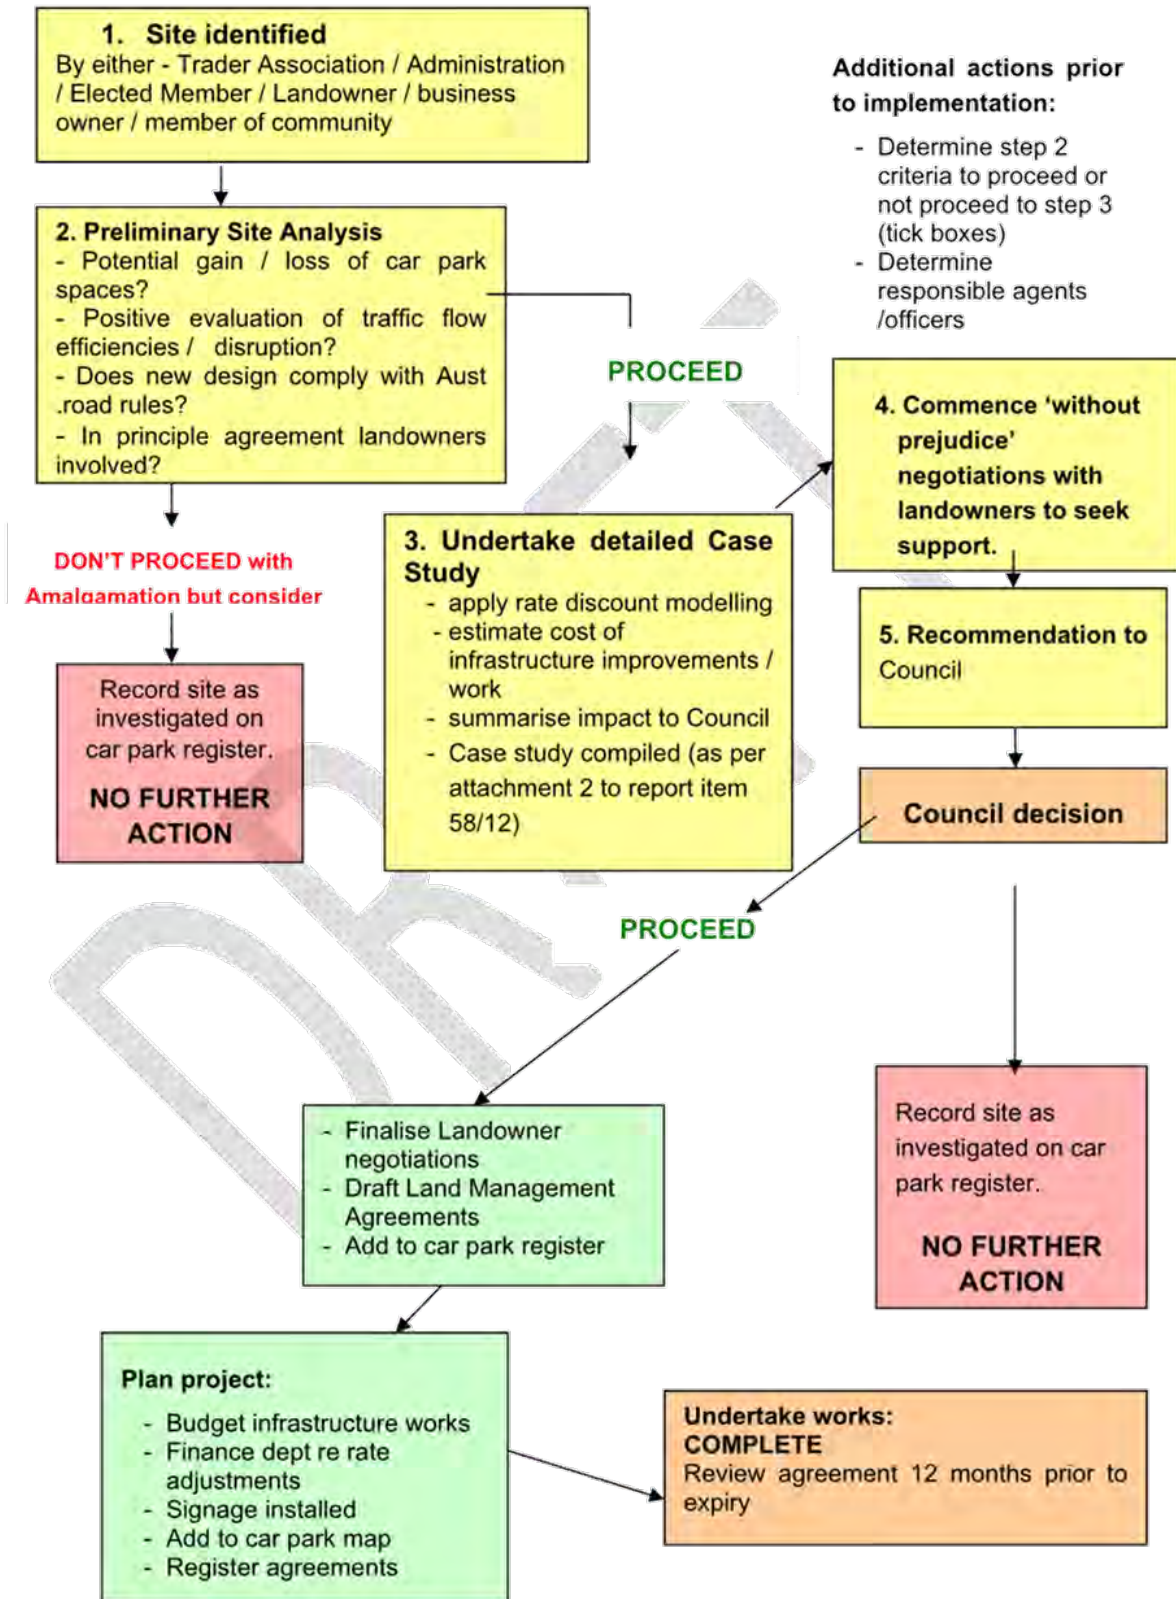 1. Site identified
By either - Trader Association / Administration
/ Elected Member / Landowner / business
owner / member of community
Additional actions prior
to implementation:
- Determine step 2
criteria to proceed or
not proceed to step 3
(tick boxes)
- Determine
responsible agents
/officers
2. Preliminary Site Analysis
- Potential gain / loss of car park
spaces?
- Positive evaluation of traffic flow
efficiencies / disruption?
- Does new design comply with Aust
.road rules?
- In principle agreement landowners
involved?
PROCEED
DON'T PROCEED with
Amalgamation but consider
Record site as
investigated on
car park register.
NO FURTHER
ACTION
3. Undertake detailed Case
Study
- apply rate discount modelling
- estimate cost of
infrastructure improvements /
work
- summarise impact to Council
- Case study compiled (as per
attachment 2 to report item
58/12)
4. Commence ‘without
prejudice’
negotiations with
landowners to seek
support.
5. Recommendation to
Council
Council decision
PROCEED
Record site as
investigated on car
park register.
NO FURTHER
ACTION
- Finalise Landowner
negotiations
- Draft Land Management
Agreements
- Add to car park register
Plan project:
- Budget infrastructure works
- Finance dept re rate
adjustments
- Signage installed
- Add to car park map
- Register agreements
Undertake works:
COMPLETE
Review agreement 12 months prior to
expiry